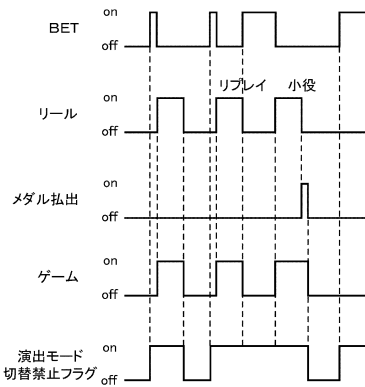 on
BET
off
リプレイ 小役
on
リール
off
on
メダル払出
off
on
ゲーム
off
on
演出モード
切替禁止フラグ
off